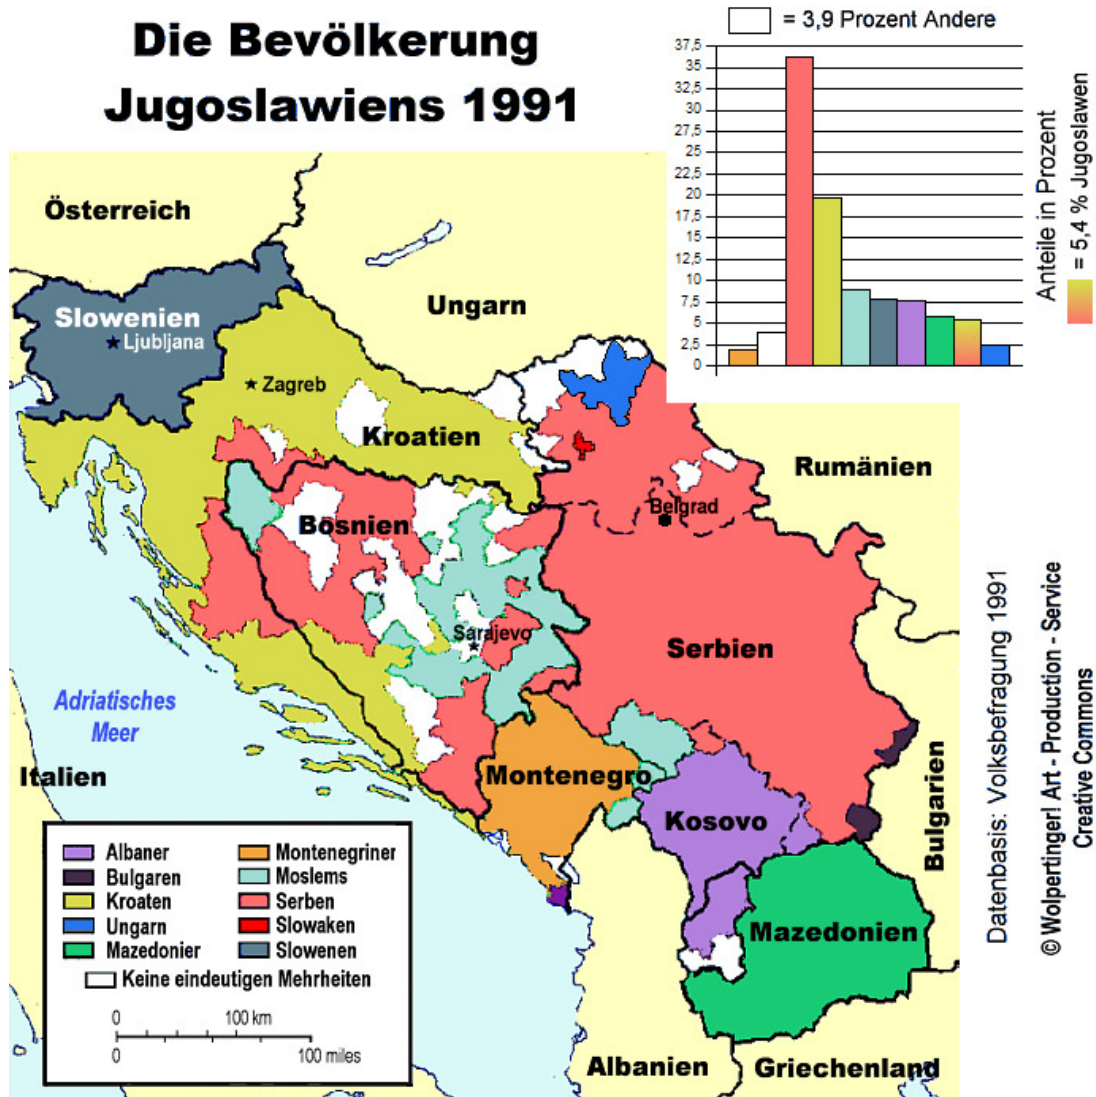 Die Bevölkerung
Jugoslawiens 1991
= 3,9 Prozent Andere
37,5
35
32,5
30
27,5
25
22,5
20
17,5
15
12,5
10
7,5
5
2,5
0
Anteile in Prozent
= 5,4 % Jugoslawen
Österreich
Ungarn
Slowenien
Ljubljana
Zagreb
Kroatien
Rumänien
Bosnien
Belgrad
Sarajevo
Serbien
Adriatisches
Meer
Italien
Montenegro
Kosovo
Bulgarien
Mazedonien
Albanien
Griechenland
Albaner
Bulgaren
Kroaten
Ungarn
Mazedonier
Montenegriner
Moslems
Serben
Slowaken
Slowenen
Keine eindeutigen Mehrheiten
0 100 km
0 100 miles
Datenbasis: Volksbefragung 1991
© Wolpertinger! Art - Production - Service
Creative Commons